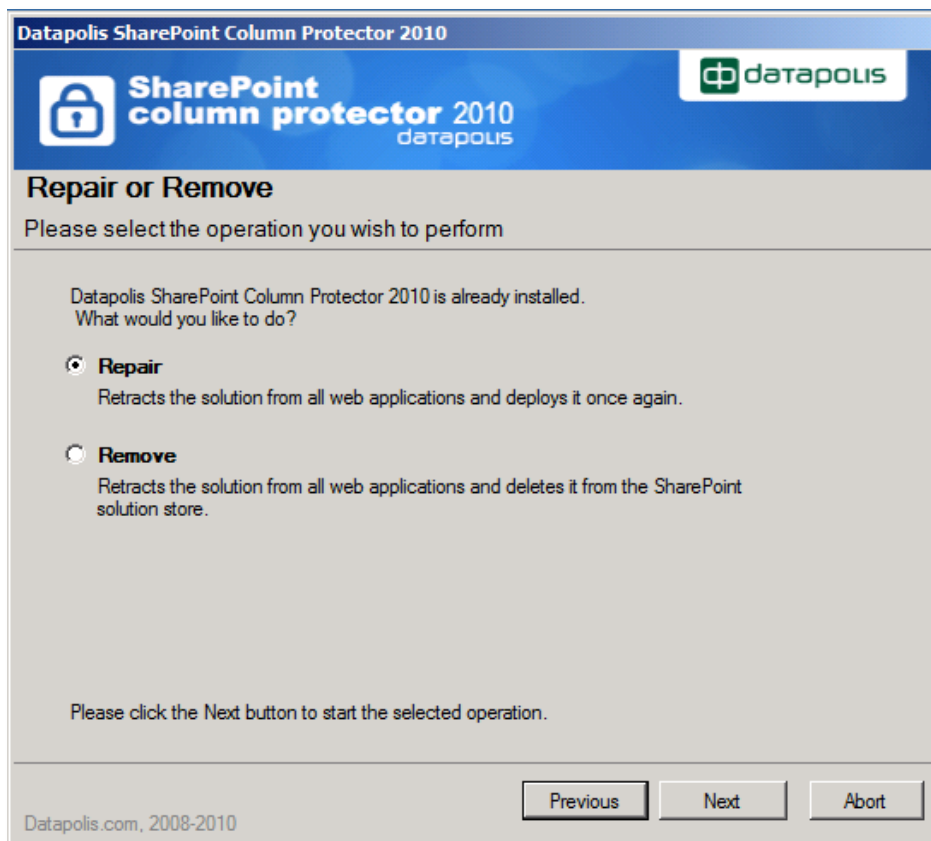 Datapolis SharePoint Column Protector 2010
SharePoint
column protector 2010
datapolis
datapolis
Repair or Remove
Please select the operation you wish to perform
Datapolis SharePoint Column Protector 2010 is already installed.
What would you like to do?
Repair
Retracts the solution from all web applications and deploys it once again.
Remove
Retracts the solution from all web applications and deletes it from the SharePoint
solution store.
Please click the Next button to start the selected operation.
Previous Next Abort
Datapolis.com, 2008-2010